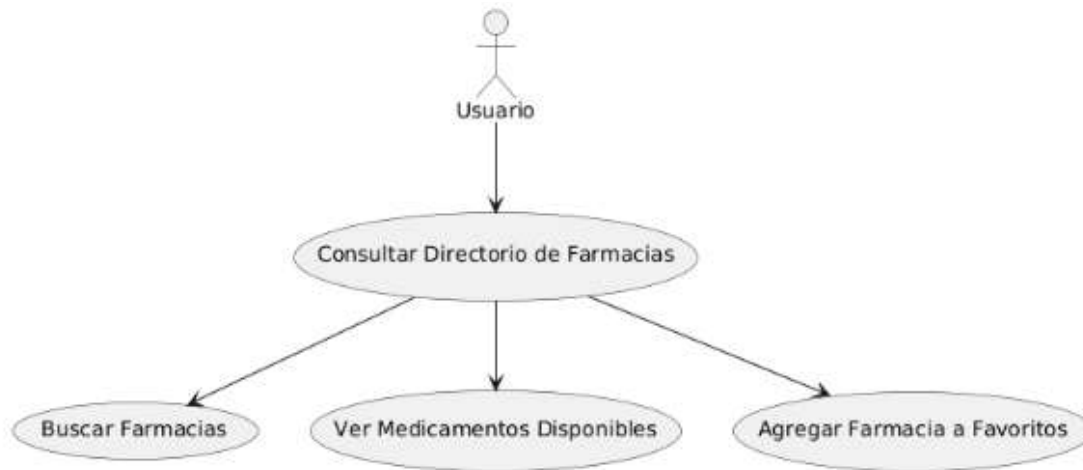 Usuario
Consultar Directorio de Farmacias
Buscar Farmacias
Ver Medicamentos Disponibles
Agregar Farmacia a Favoritos